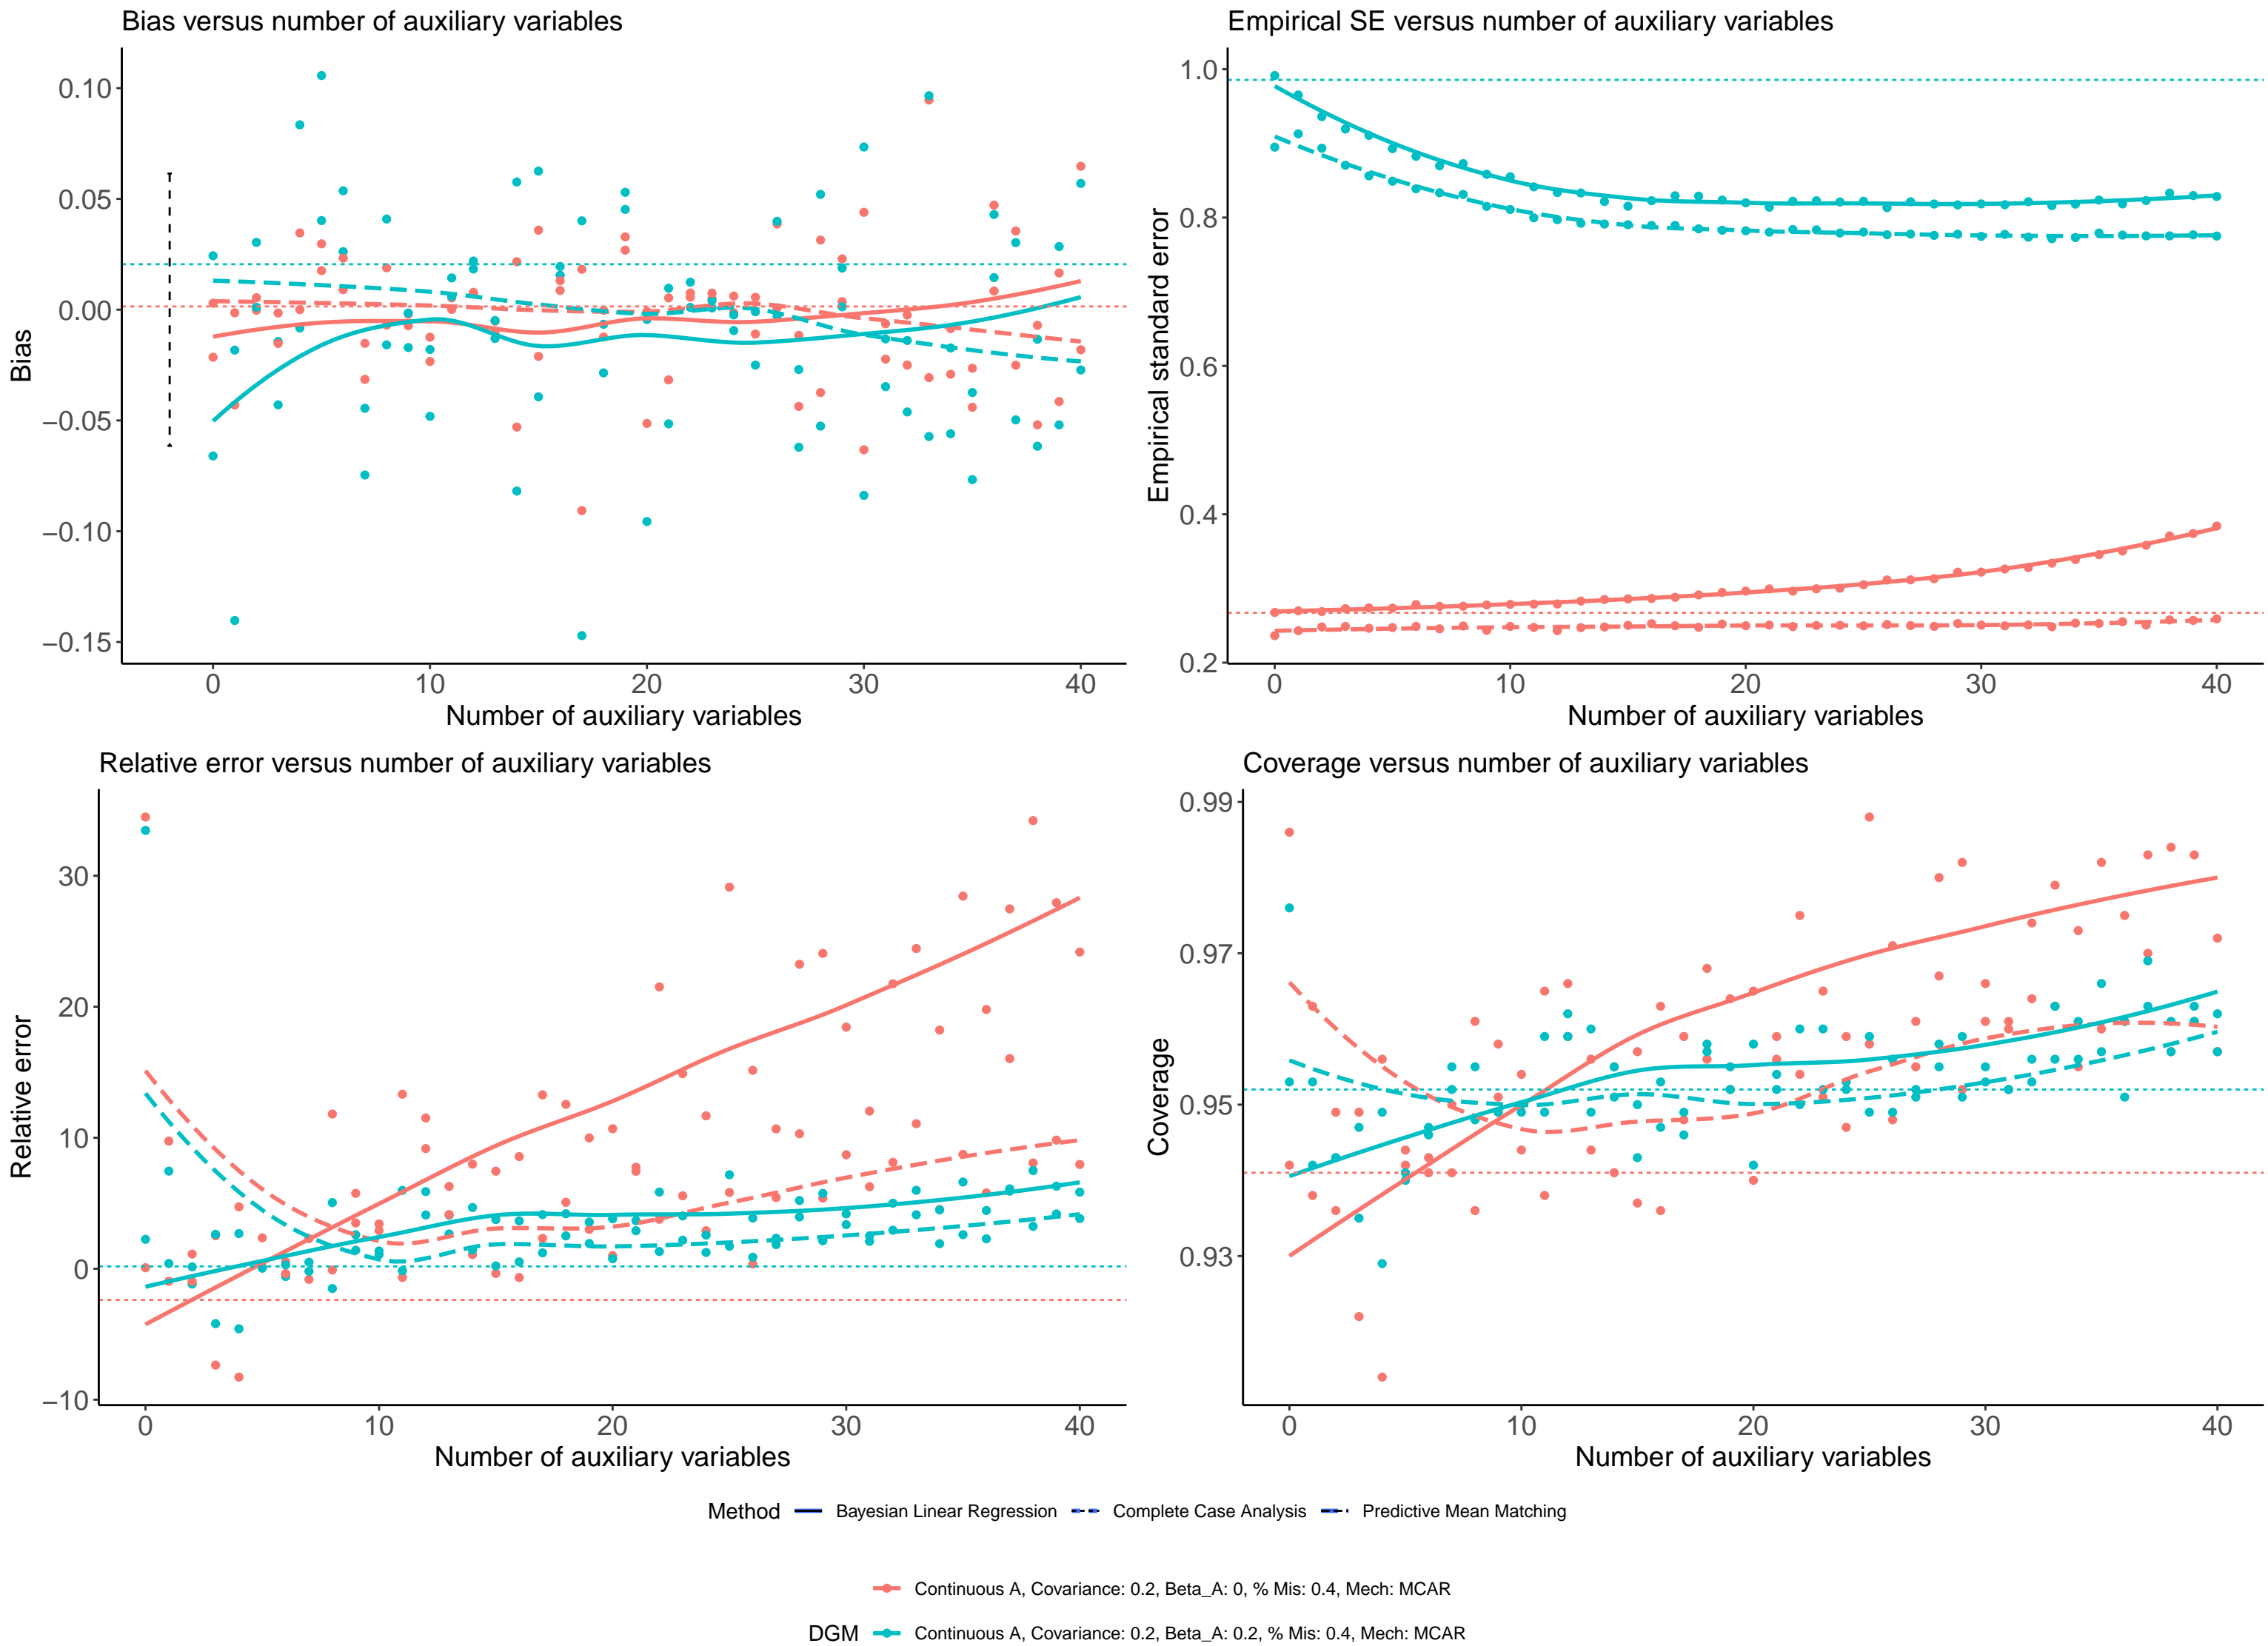 Bias versus number of auxiliary variables
0.10
0.05
0.00
−0.05
−0.10
−0.15
Bias
0 10 20 30 40
Number of auxiliary variables
Empirical SE versus number of auxiliary variables
1.0
0.8
0.6
0.4
0.2
Empirical standard error
0 10 20 30 40
Number of auxiliary variables
Relative error versus number of auxiliary variables
30
20
10
0
−10
Relative error
0 10 20 30 40
Number of auxiliary variables
Coverage versus number of auxiliary variables
0.99
0.97
0.95
0.93
Coverage
0 10 20 30 40
Number of auxiliary variables
Method Bayesian Linear Regression Complete Case Analysis Predictive Mean Matching
Continuous A, Covariance: 0.2, Beta_A: 0, % Mis: 0.4, Mech: MCAR
DGM Continuous A, Covariance: 0.2, Beta_A: 0.2, % Mis: 0.4, Mech: MCAR